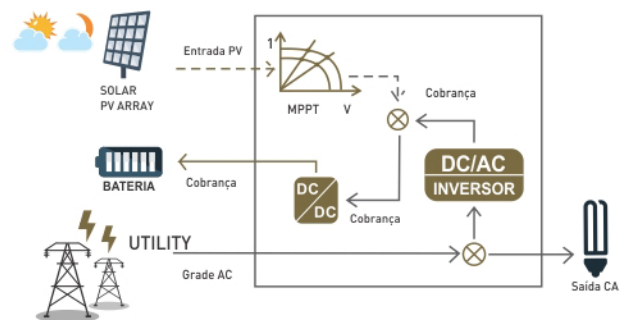 Entrada PV
SOLAR
PV ARRAY
1
MPPT
V
Cobrança
BATERIA
Cobrança
DC
DC
Cobrança
DC/AC
INVERSOR
UTILITY
Grade AC
Saída CA